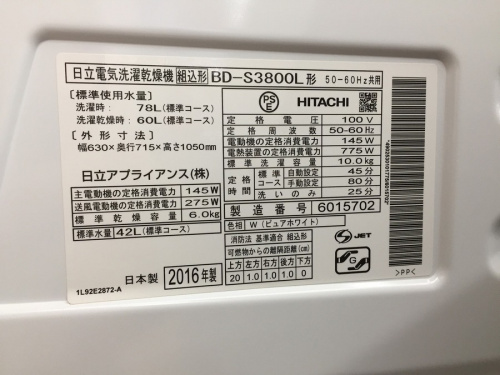 日立電気洗濯乾燥機 組込形 BD-S3800L形 50-60Hz共用
[標準使用水量]
洗濯時: 78L(標準コース)
洗濯乾燥時: 60L(標準コース)
[外形寸法]
幅630×奥行715×高さ1050mm
日立アプライアンス(株)
主電動機の定格消費電力 145W
送風電動機の定格消費電力 275W
標準乾燥容量 6.0kg
標準水量 42L(標準コース)
日本製 2016年製
1L92E2872-A
PS
E
HITACHI
定格電圧 100V
定格周波数 50-60Hz
電動機の定格消費電力 145W
電熱装置の定格消費電力 775W
標準洗濯容量 10.0kg
定格時間 標準コース 自動設定 45分
手動設定 80分
洗いのみ 25分
製造番号 6015702
色相 W(ピュアホワイト)
消防法 基準適合 組込形
可燃物からの離隔距離(cm)
上方 左方 右方 前方 後方 下方
20 1.0 1.0 1.0 1.0 0
S JET
G
>PP<